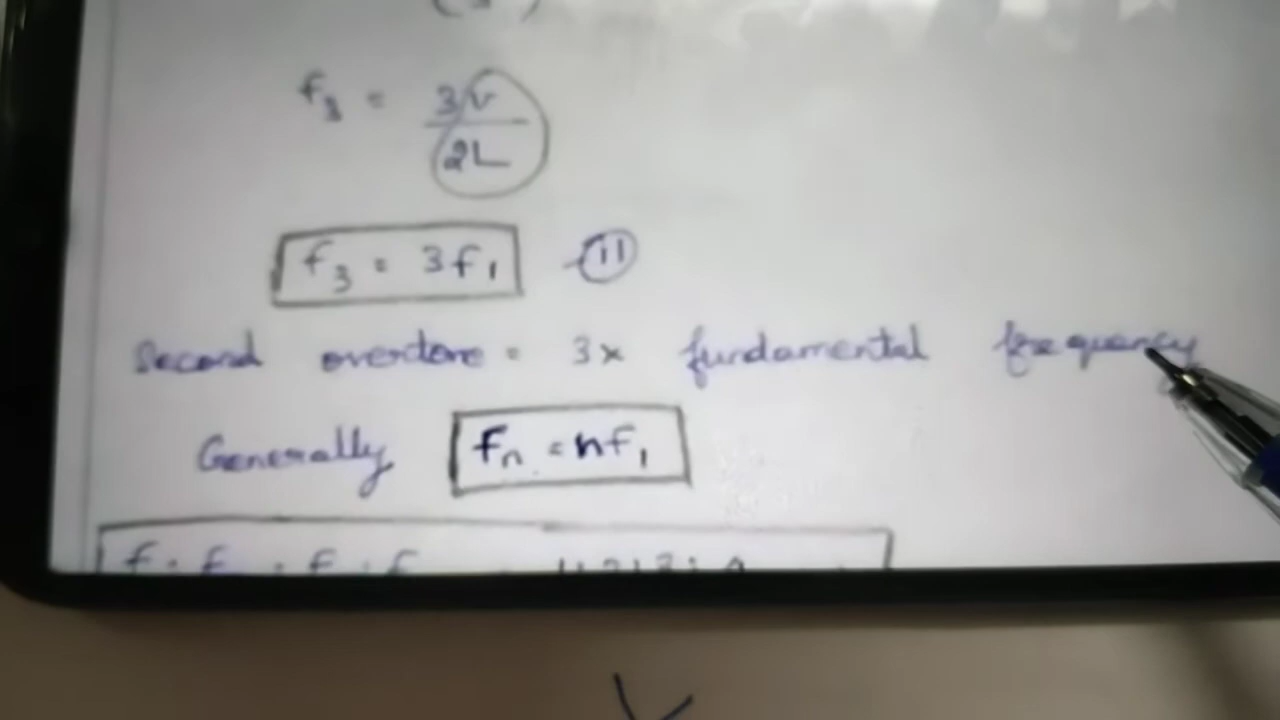 f3 = 3v
2L
f3 = 3f1 - 11
Second overtone = 3x fundamental frequency
Generally fn = nf1